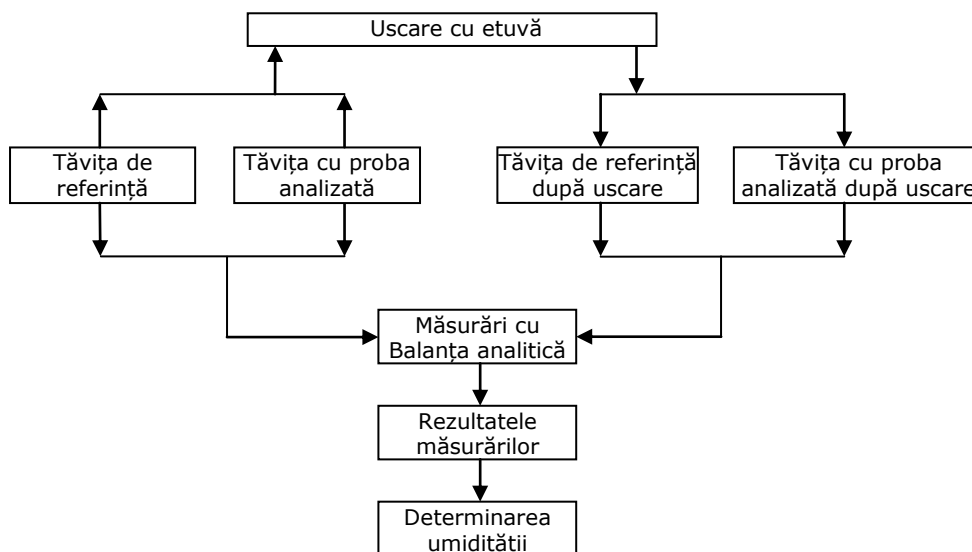 Uscare cu etuvă
Tăvița de
referință
Tăvița cu proba
analizată
Tăvița de referință
după uscare
Tăvița cu proba
analizată după uscare
Măsurări cu
Balanța analitică
Rezultatele
măsurărilor
Determinarea
umidității